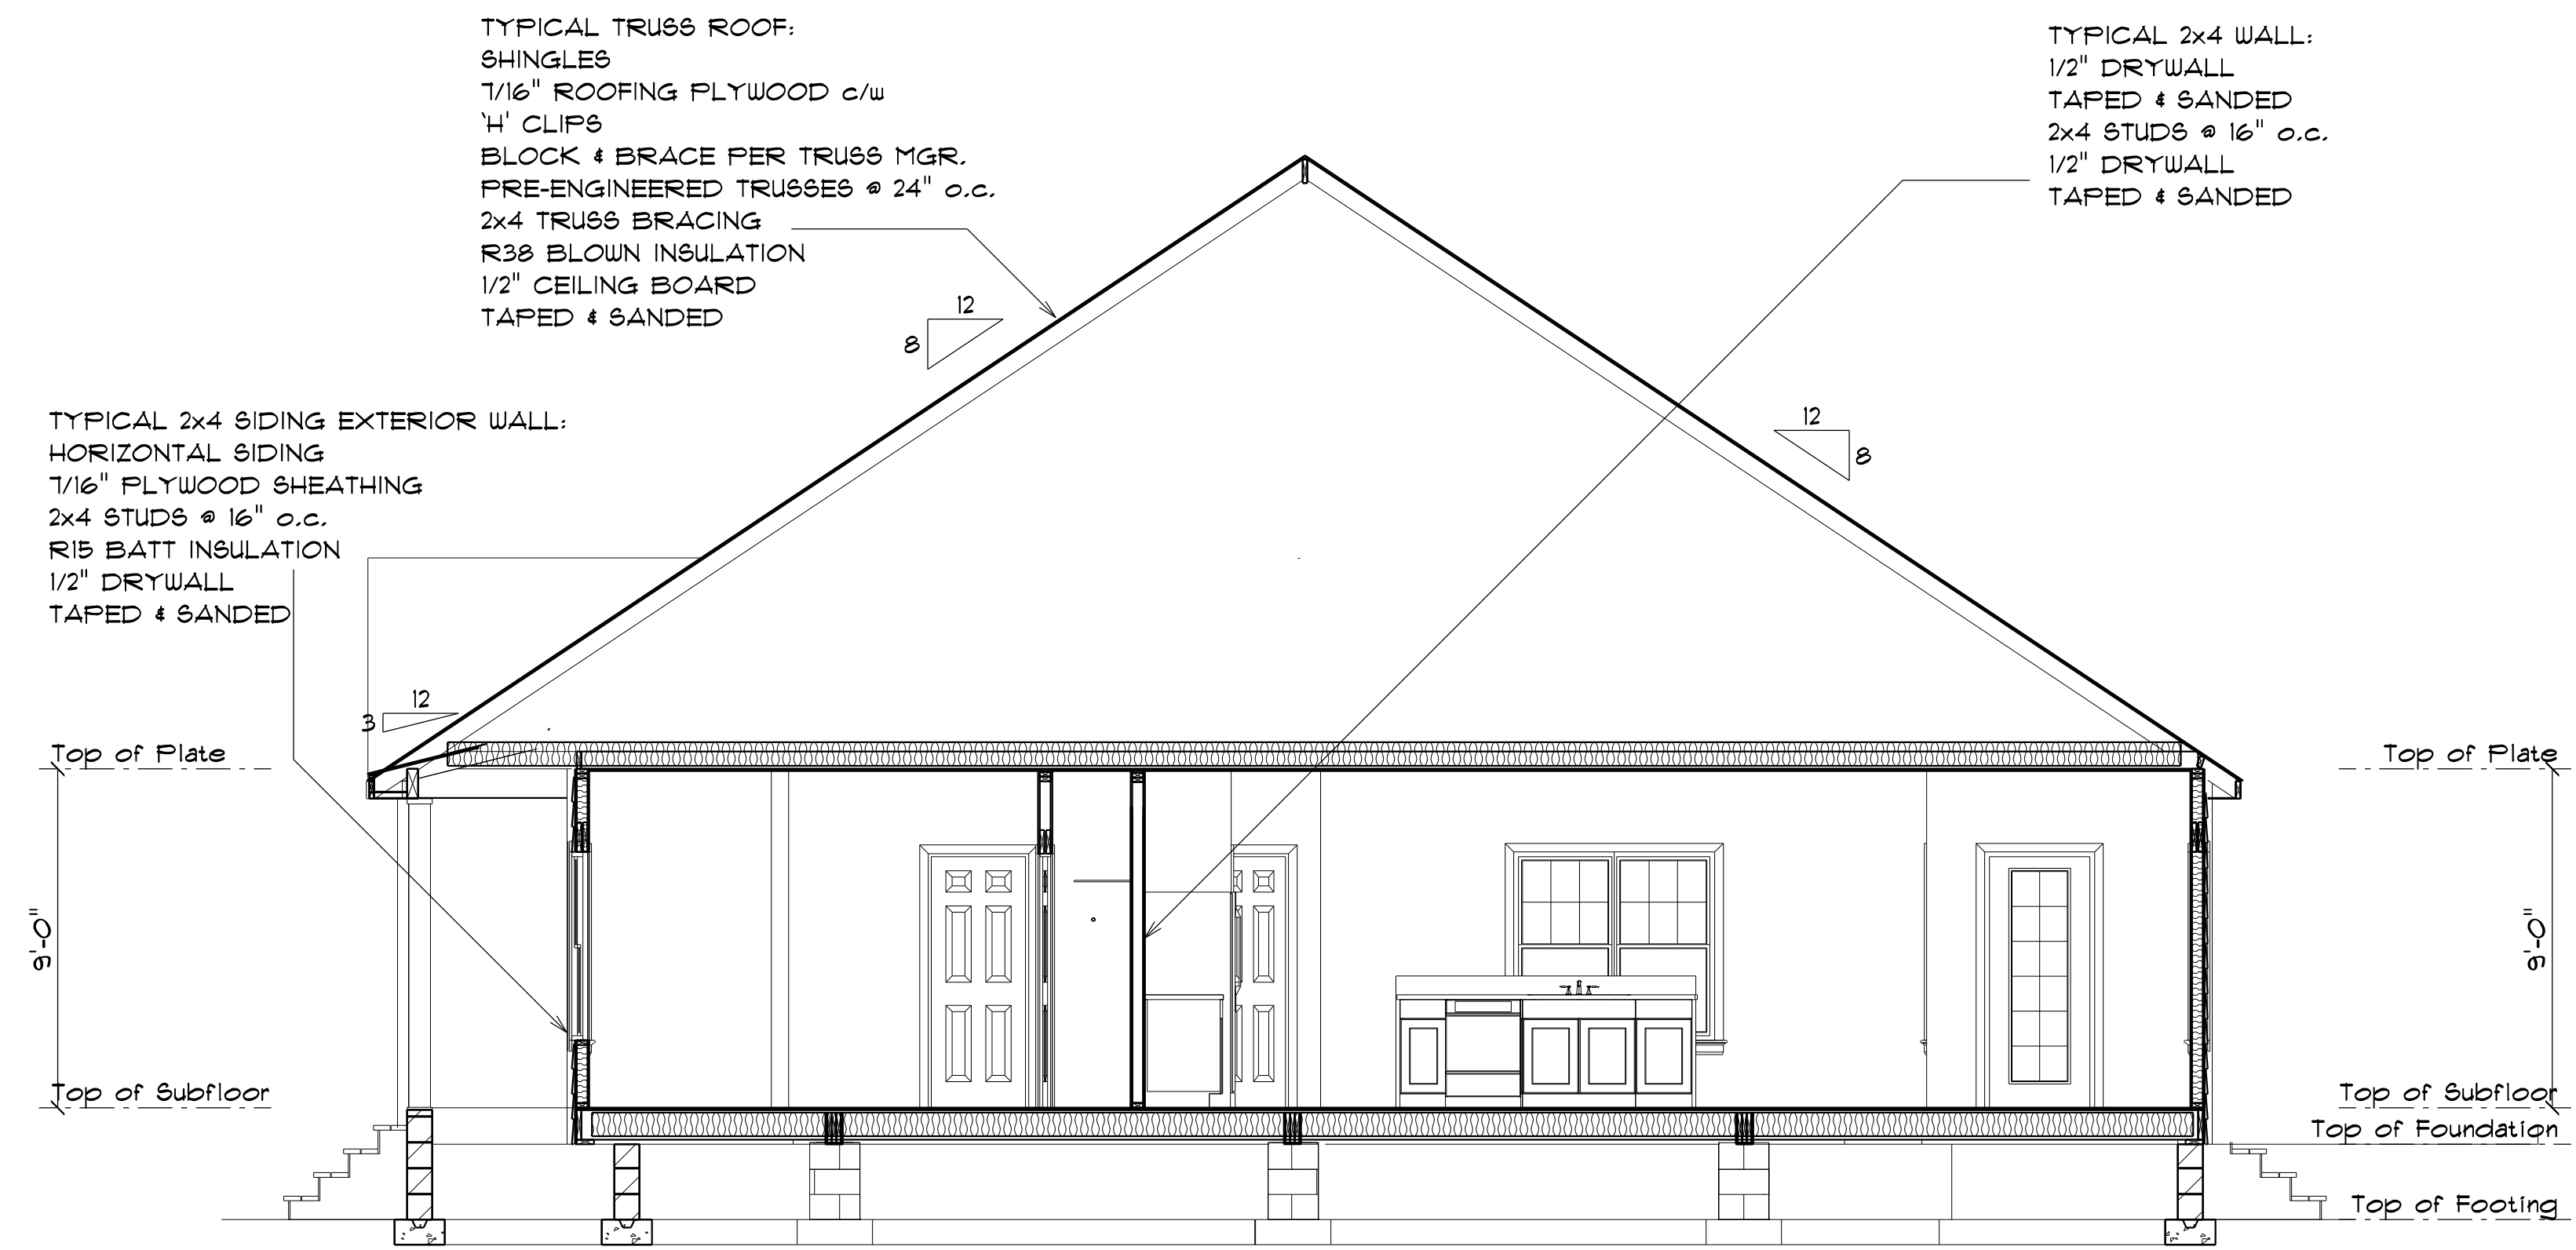 TYPICAL TRUSS ROOF:
SHINGLES
7/16" ROOFING PLYWOOD c/w
'H' CLIPS
BLOCK & BRACE PER TRUSS MGR.
PRE-ENGINEERED TRUSSES @ 24" o.c.
2x4 TRUSS BRACING
R38 BLOWN INSULATION
1/2" CEILING BOARD
TAPED & SANDED
TYPICAL 2x4 WALL:
1/2" DRYWALL
TAPED & SANDED
2x4 STUDS @ 16" o.c.
1/2" DRYWALL
TAPED & SANDED
12
8
12
8
TYPICAL 2x4 SIDING EXTERIOR WALL:
HORIZONTAL SIDING
7/16" PLYWOOD SHEATHING
2x4 STUDS @ 16" o.c.
R15 BATT INSULATION
1/2" DRYWALL
TAPED & SANDED
12
3
Top of Plate
Top of Plate
9'-0"
9'-0"
Top of Subfloor
Top of Subfloor
Top of Foundation
Top of Footing